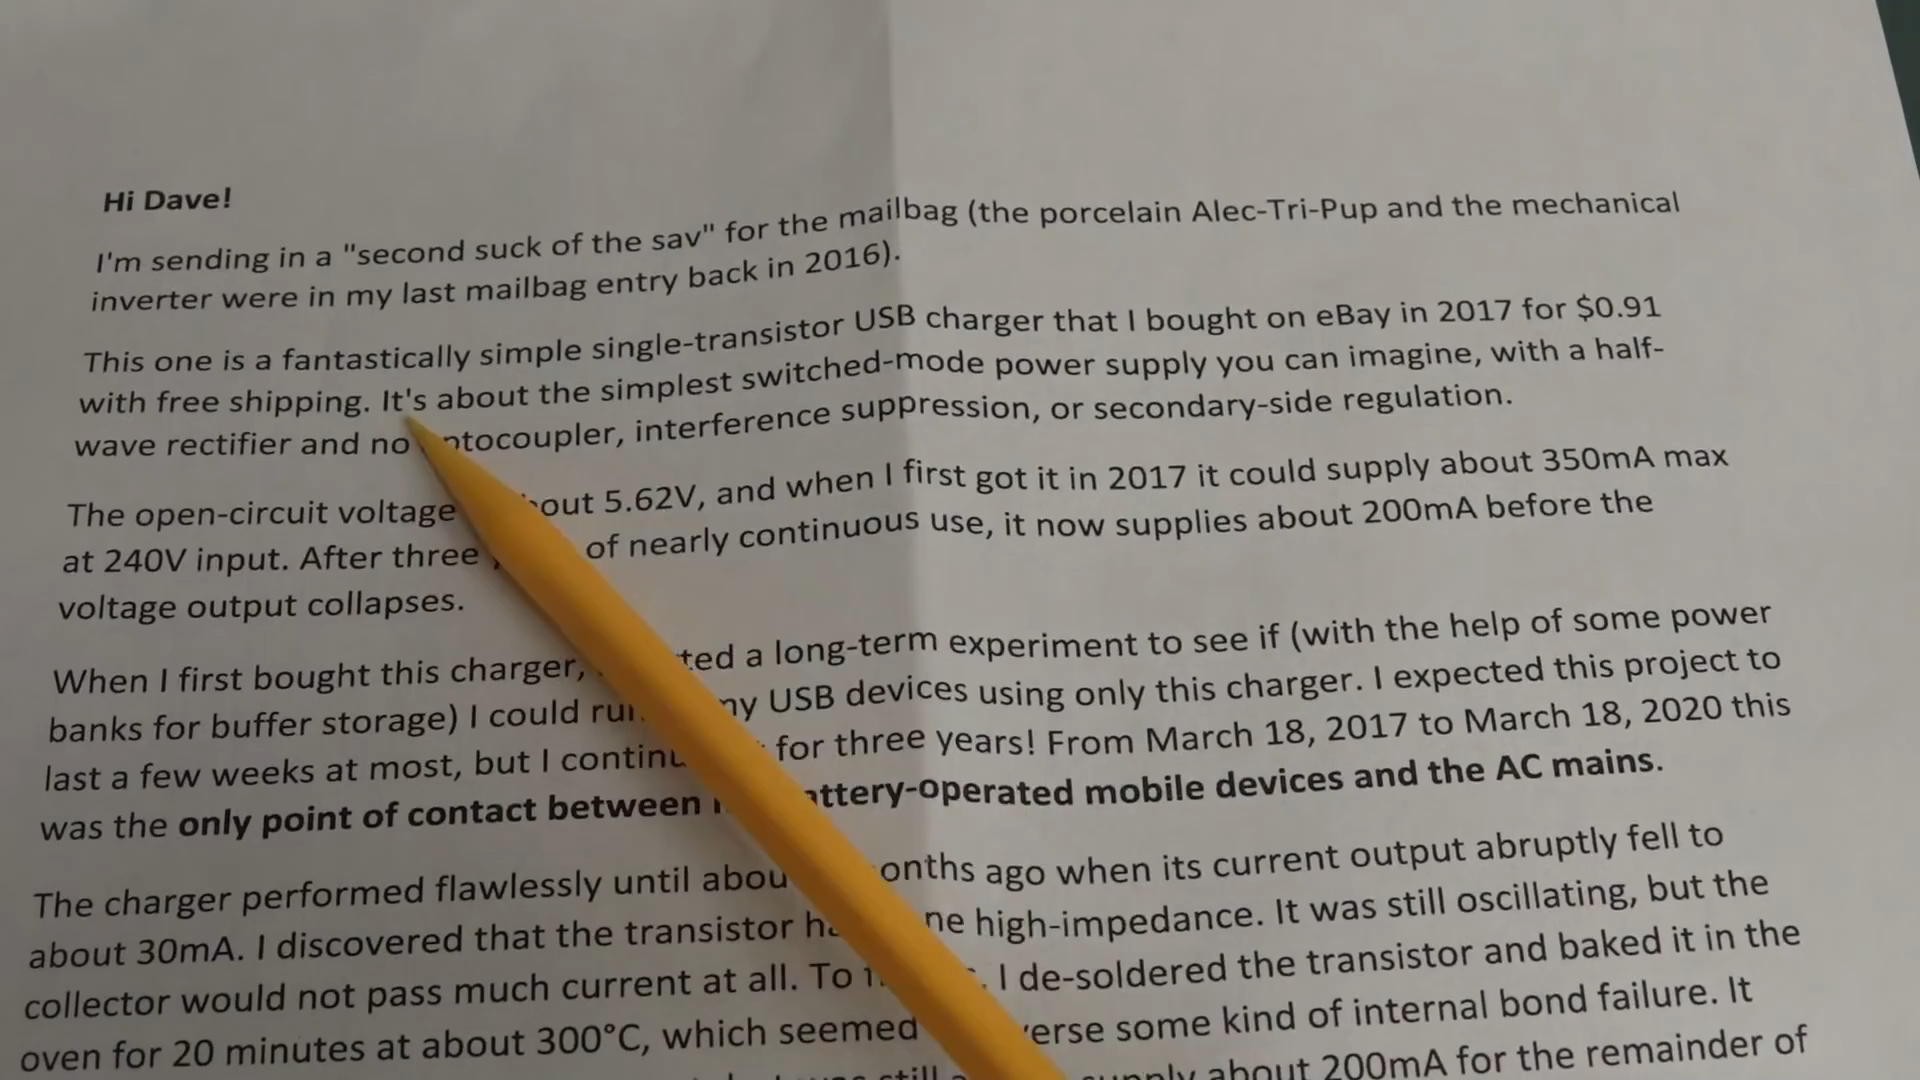 Hi Dave!
I'm sending in a "second suck of the sav" for the mailbag (the porcelain Alec-Tri-Pup and the mechanical
inverter were in my last mailbag entry back in 2016).
This one is a fantastically simple single-transistor USB charger that I bought on eBay in 2017 for $0.91
with free shipping. It's about the simplest switched-mode power supply you can imagine, with a half-
wave rectifier and no optocoupler, interference suppression, or secondary-side regulation.
The open-circuit voltage about 5.62V, and when I first got it in 2017 it could supply about 350mA max
at 240V input. After three of nearly continuous use, it now supplies about 200mA before the
voltage output collapses.
When I first bought this charger, a long-term experiment to see if (with the help of some power
banks for buffer storage) I could run my USB devices using only this charger. I expected this project to
last a few weeks at most, but I for three years! From March 18, 2017 to March 18, 2020 this
was the only point of contact between battery-operated mobile devices and the AC mains.
The charger performed flawlessly until about months ago when its current output abruptly fell to
about 30mA. I discovered that the transistor high-impedance. It was still oscillating, but the
collector would not pass much current at all. To I de-soldered the transistor and baked it in the
oven for 20 minutes at about 300°C, which seemed some kind of internal bond failure. It
still supply about 200mA for the remainder of